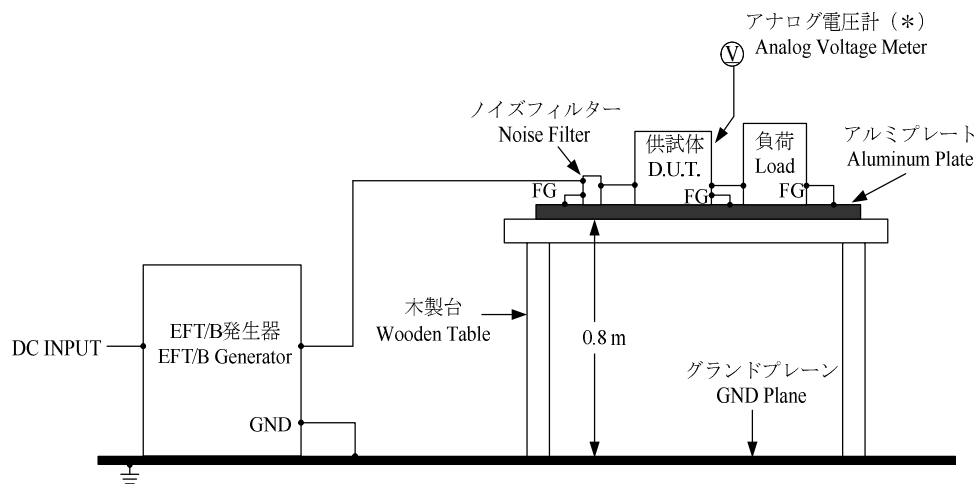 アナログ電圧計（＊）
Analog Voltage Meter
V
ノイズフィルター
Noise Filter
供試体
D.U.T.
負荷
Load
アルミプレート
Aluminum Plate
FG
FG
FG
木製台
Wooden Table
0.8 m
EFT/B発生器
EFT/B Generator
DC INPUT
グランドプレーン
GND Plane
GND